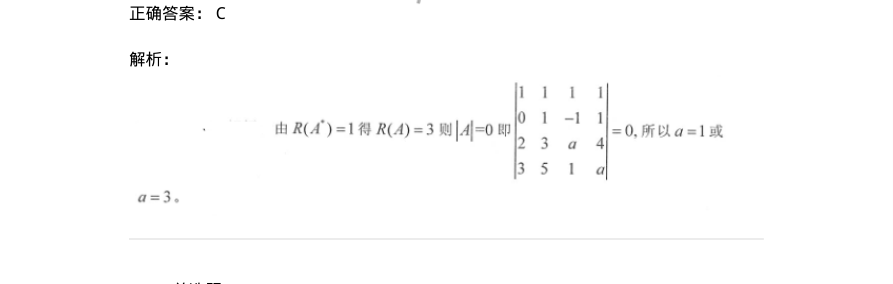 正确答案： C
解析：
由 R(A*)=1得 R(A)=3 则|A|=0 即 |1 1 1 1; 0 1 -1 1; 2 3 a 4; 3 5 1 a| =0,所以 a=1或
a=3。